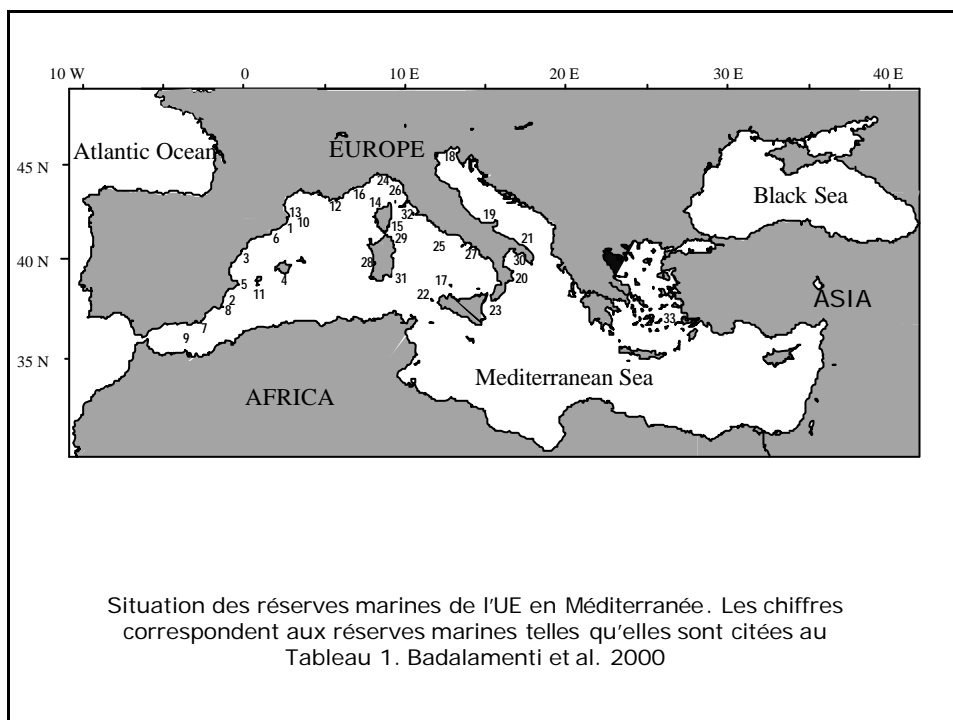 10 W 0 10 E 20 E 30 E 40 E
Atlantic Ocean
EUROPE
18
45 N
24
16 26
Black Sea
12 14
13 32
10 19
1 15
6 29 21
25
27
3 30
40 N
28 20
5 4 31 17
ASIA
11
2 22
8 23
33
7
9
35 N
Mediterranean Sea
AFRICA
Situation des réserves marines de l'UE en Méditerranée. Les chiffres
correspondent aux réserves marines telles qu'elles sont citées au
Tableau 1. Badalamenti et al. 2000